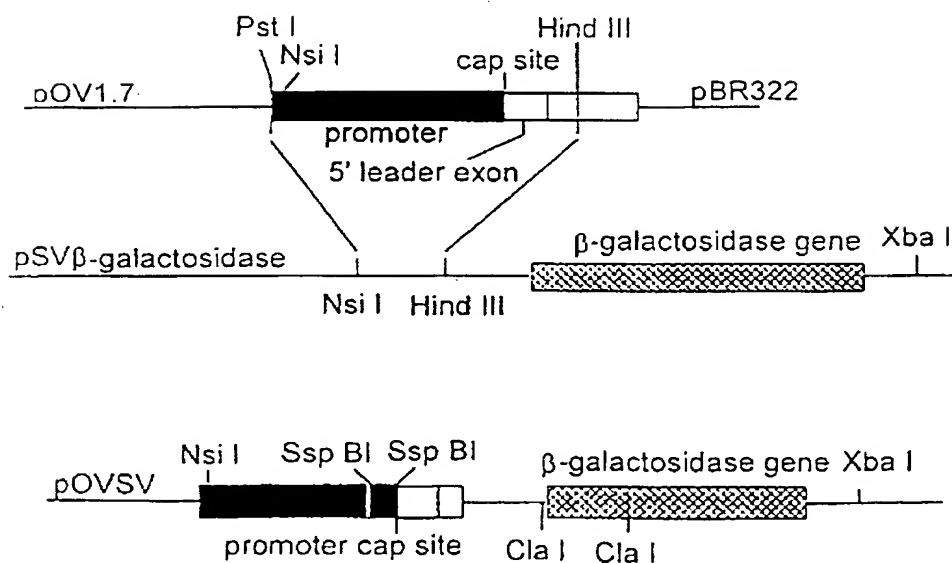 Pst I
Hind III
Nsi I
cap site
pOV1.7
pBR322
promoter
5' leader exon
pSVβ-galactosidase
β-galactosidase gene
Xba I
Nsi I
Hind III
Nsi I
Ssp BI
Ssp BI
β-galactosidase gene
Xba I
pOVSV
promoter cap site
Cla I
Cla I